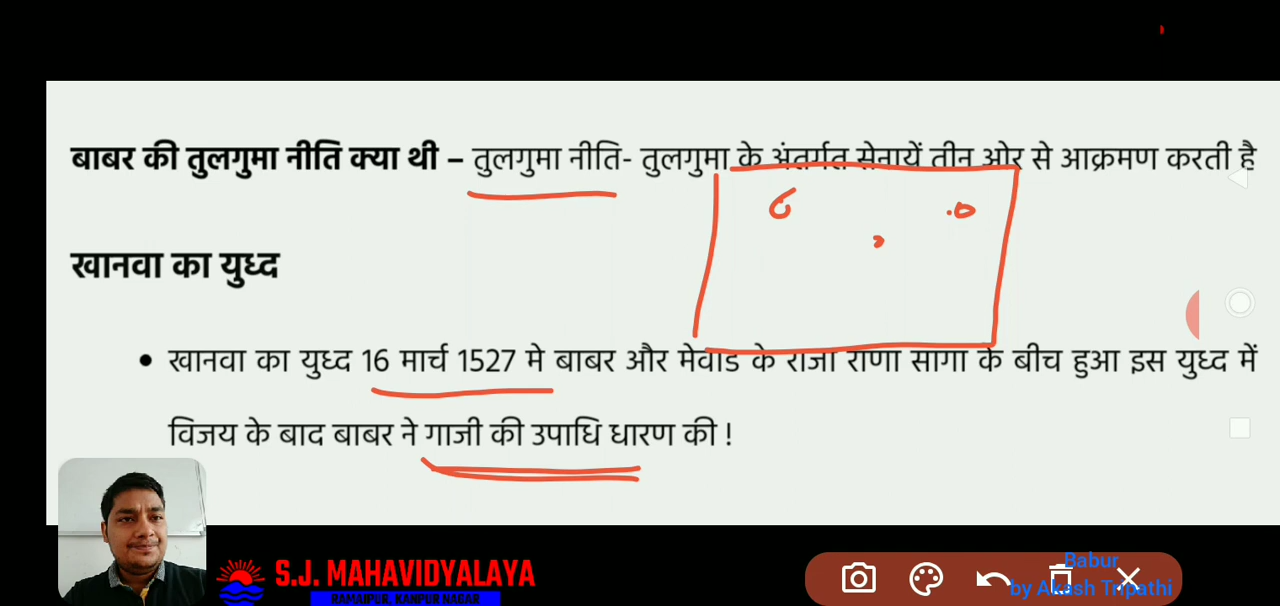 बाबर की तुलगुमा नीति क्या थी – तुलगुमा नीति- तुलगुमा के अंतर्गत सेनायें तीन ओर से आक्रमण करती है
खानवा का युध्द
• खानवा का युध्द 16 मार्च 1527 मे बाबर और मेवाड के राजा राणा सागा के बीच हुआ इस युध्द में
विजय के बाद बाबर ने गाजी की उपाधि धारण की !
S.J. MAHAVIDYALAYA
RAMAIPUR, KANPUR NAGAR
Babur
by Akash Tripathi